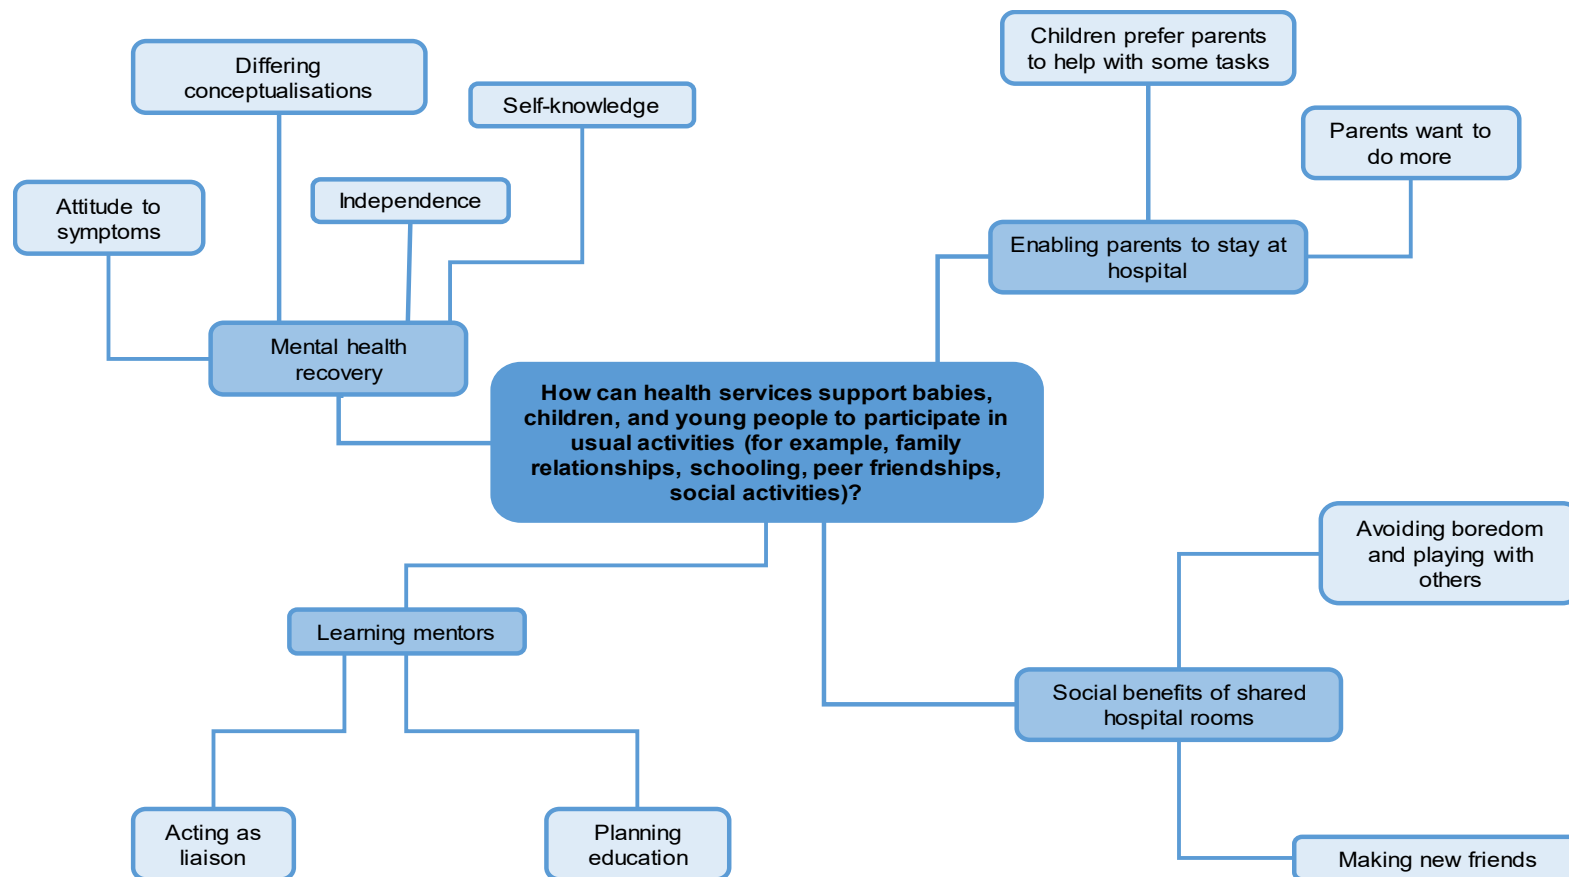 Children prefer parents
to help with some tasks
Differing
conceptualisations
Self-knowledge
Parents want to
do more
Attitude to
symptoms
Independence
Enabling parents to stay at
hospital
Mental health
recovery
How can health services support babies,
children, and young people to participate in
usual activities (for example, family
relationships, schooling, peer friendships,
social activities)?
Avoiding boredom
and playing with
others
Learning mentors
Social benefits of shared
hospital rooms
Acting as
liaison
Planning
education
Making new friends